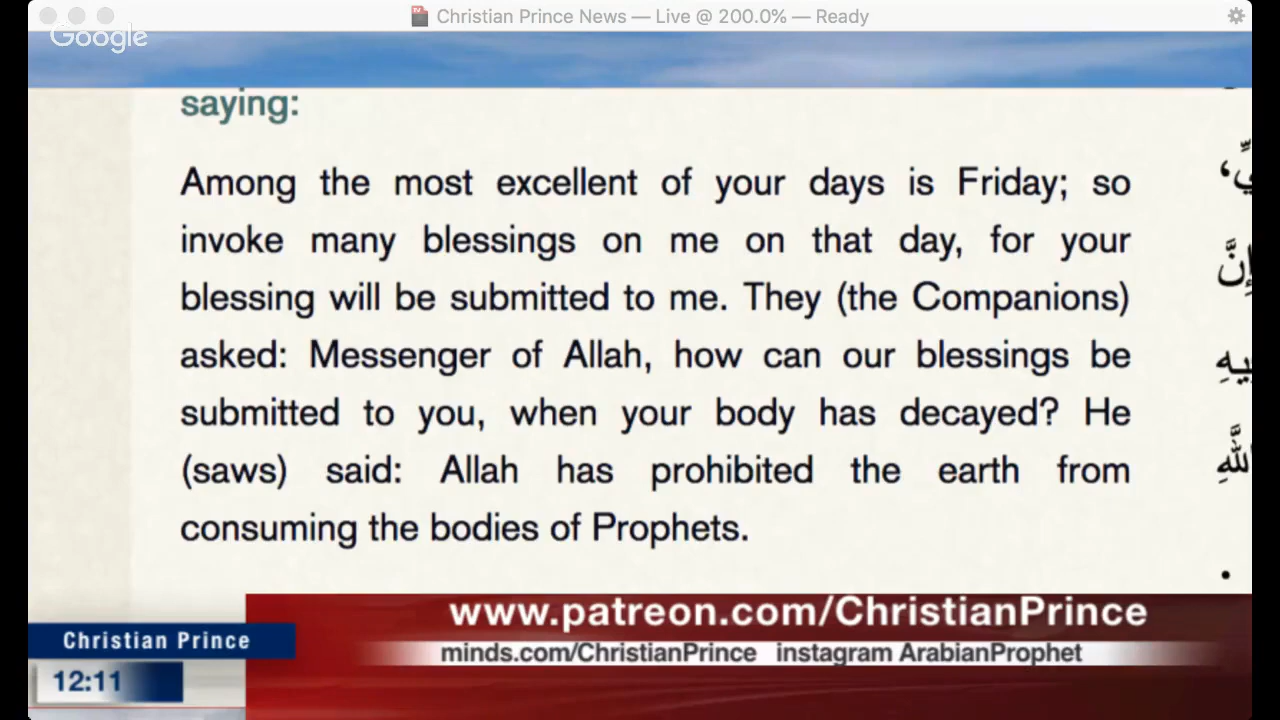 Christian Prince News — Live @ 200.0% — Ready
Google
saying:
Among the most excellent of your days is Friday; so
invoke many blessings on me on that day, for your
blessing will be submitted to me. They (the Companions)
asked: Messenger of Allah, how can our blessings be
submitted to you, when your body has decayed? He
(saws) said: Allah has prohibited the earth from
consuming the bodies of Prophets.
www.patreon.com/ChristianPrince
Christian Prince
minds.com/ChristianPrince instagram ArabianProphet
12:11